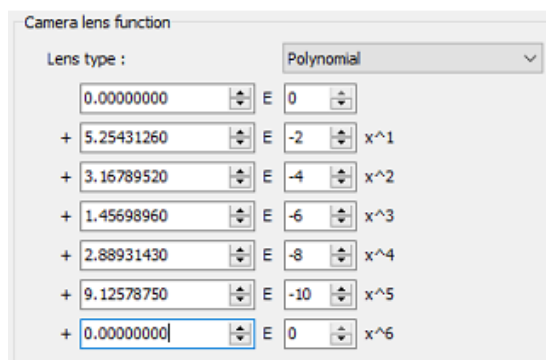 Camera lens function
Lens type : Polynomial
0.00000000 E 0
+ 5.25431260 E -2 x^1
+ 3.16789520 E -4 x^2
+ 1.45698960 E -6 x^3
+ 2.88931430 E -8 x^4
+ 9.12578750 E -10 x^5
+ 0.00000000 E 0 x^6